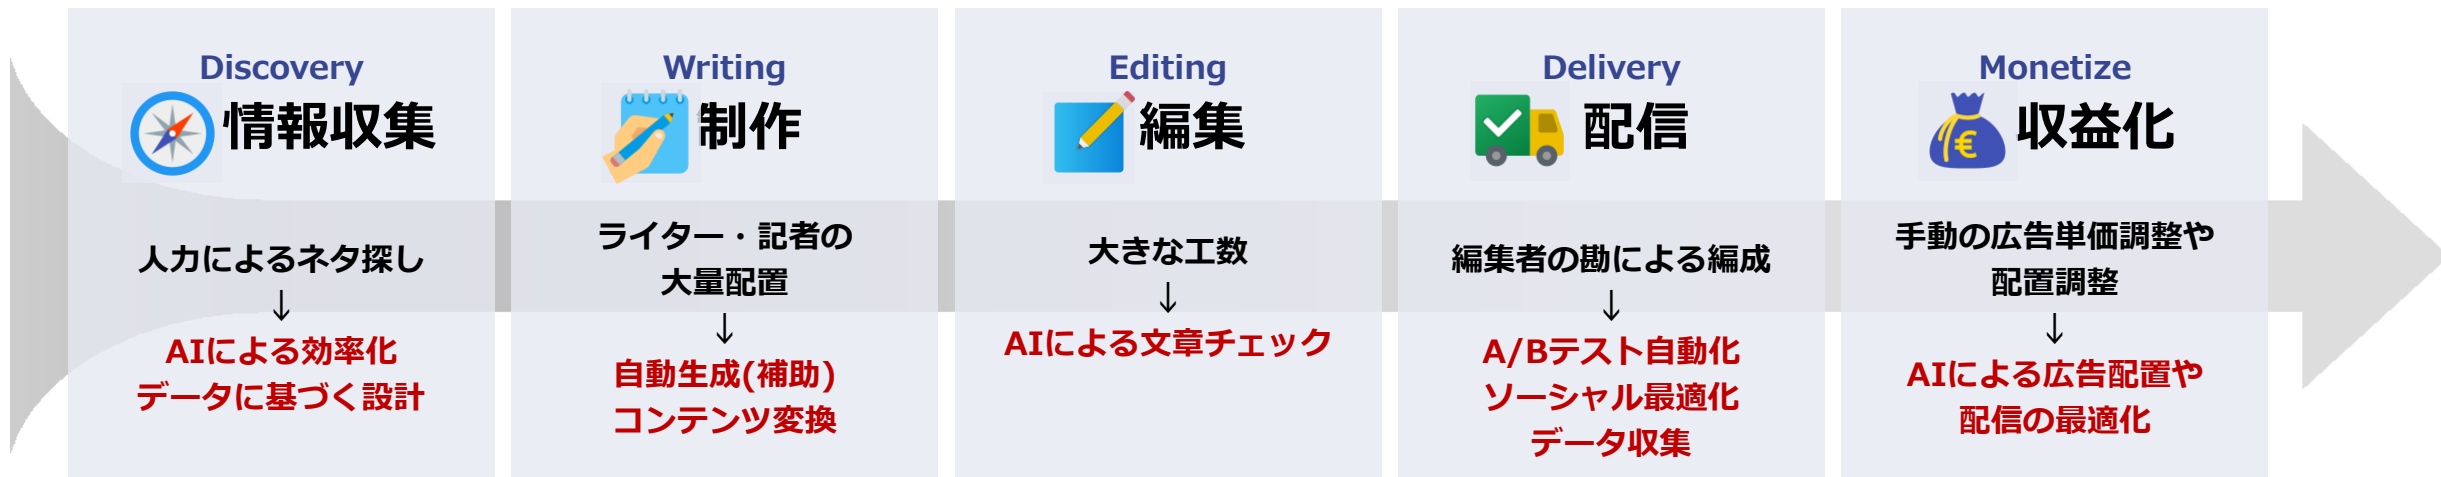 Discovery
情報収集
人力によるネタ探し
↓
AIによる効率化
データに基づく設計
Writing
制作
ライター・記者の
大量配置
↓
自動生成(補助)
コンテンツ変換
Editing
編集
大きな工数
↓
AIによる文章チェック
Delivery
配信
編集者の勘による編成
↓
A/Bテスト自動化
ソーシャル最適化
データ収集
Monetize
収益化
手動の広告単価調整や
配置調整
↓
AIによる広告配置や
配信の最適化